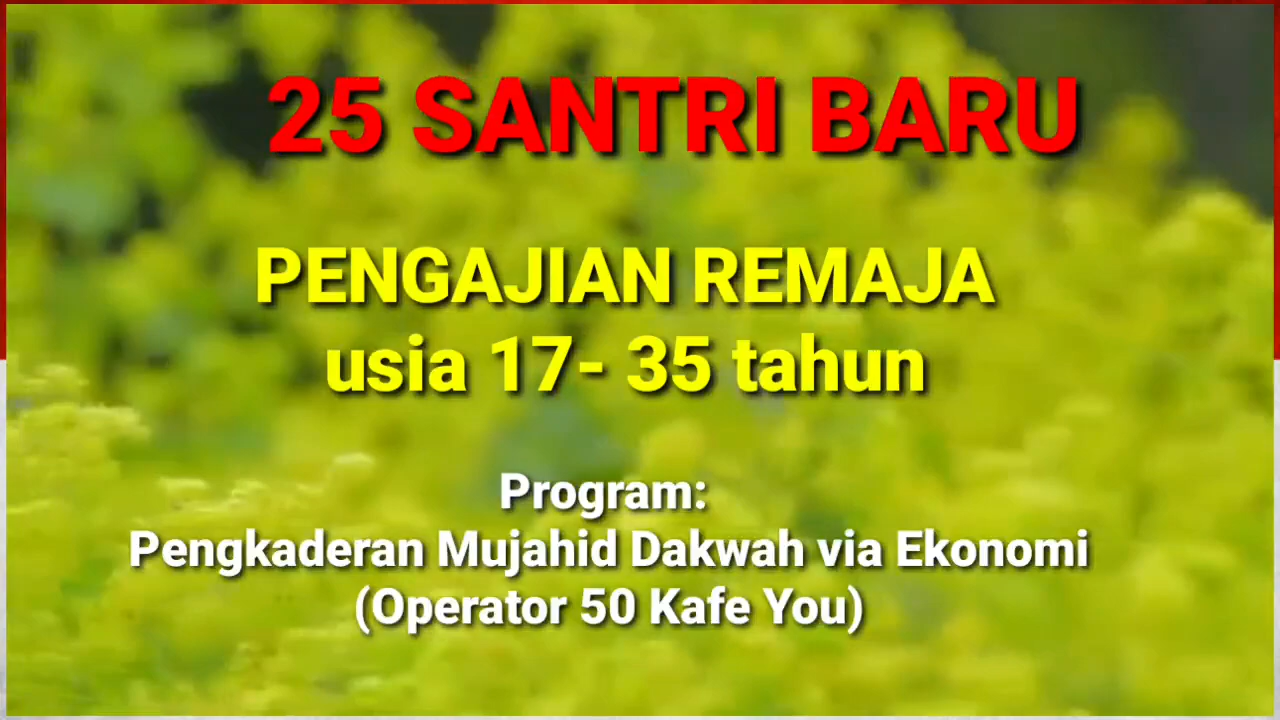 25 SANTRI BARU
PENGAJIAN REMAJA
usia 17- 35 tahun
Program:
Pengkaderan Mujahid Dakwah via Ekonomi
(Operator 50 Kafe You)